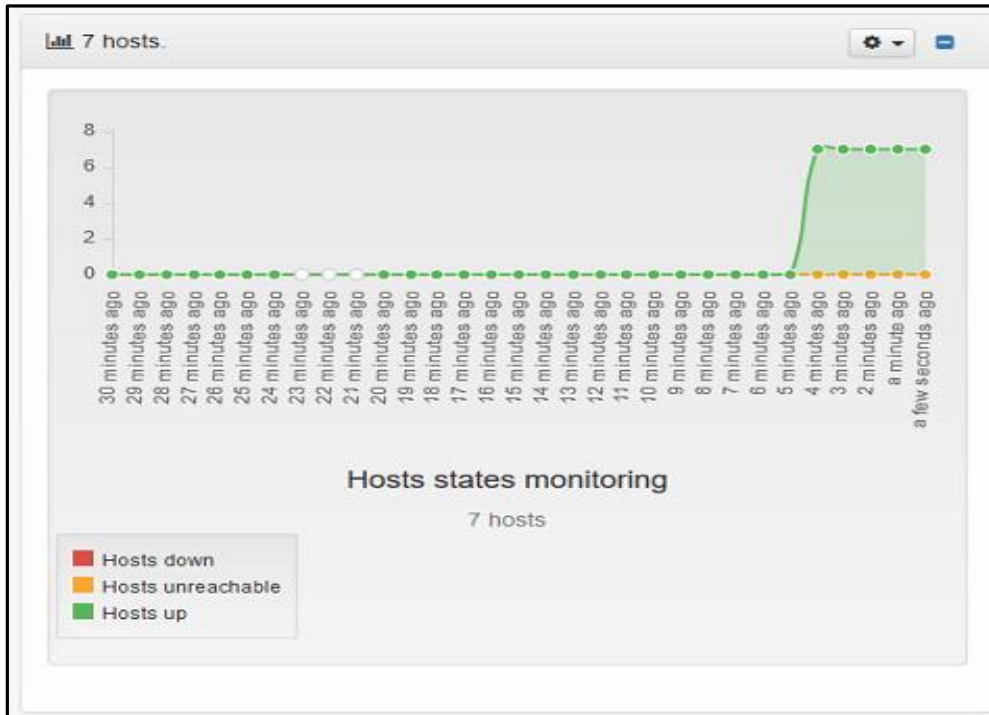 7 hosts.
8
6
4
2
0
30 minutes ago
29 minutes ago
28 minutes ago
27 minutes ago
26 minutes ago
25 minutes ago
24 minutes ago
23 minutes ago
22 minutes ago
21 minutes ago
20 minutes ago
19 minutes ago
18 minutes ago
17 minutes ago
16 minutes ago
15 minutes ago
14 minutes ago
13 minutes ago
12 minutes ago
11 minutes ago
10 minutes ago
9 minutes ago
8 minutes ago
7 minutes ago
6 minutes ago
5 minutes ago
4 minutes ago
3 minutes ago
2 minutes ago
a minute ago
a few seconds ago
Hosts states monitoring
7 hosts
Hosts down
Hosts unreachable
Hosts up